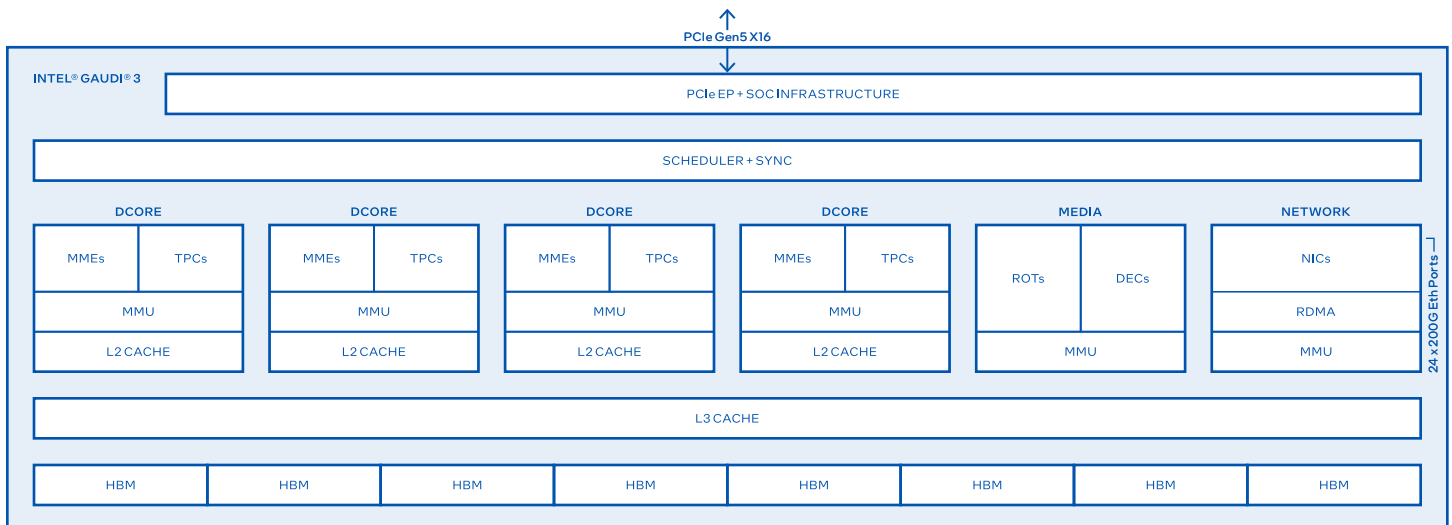 PCIe Gen5 X16
INTEL® GAUDI® 3
PCIe EP + SOC INFRASTRUCTURE
SCHEDULER + SYNC
DCORE DCORE DCORE DCORE MEDIA NETWORK
MMEs TPCs MMEs TPCs MMEs TPCs MMEs TPCs ROTs DECs NICs
MMU MMU MMU MMU RDMA
L2 CACHE L2 CACHE L2 CACHE L2 CACHE MMU MMU
24 x 200G Eth Ports
L3 CACHE
HBM HBM HBM HBM HBM HBM HBM HBM